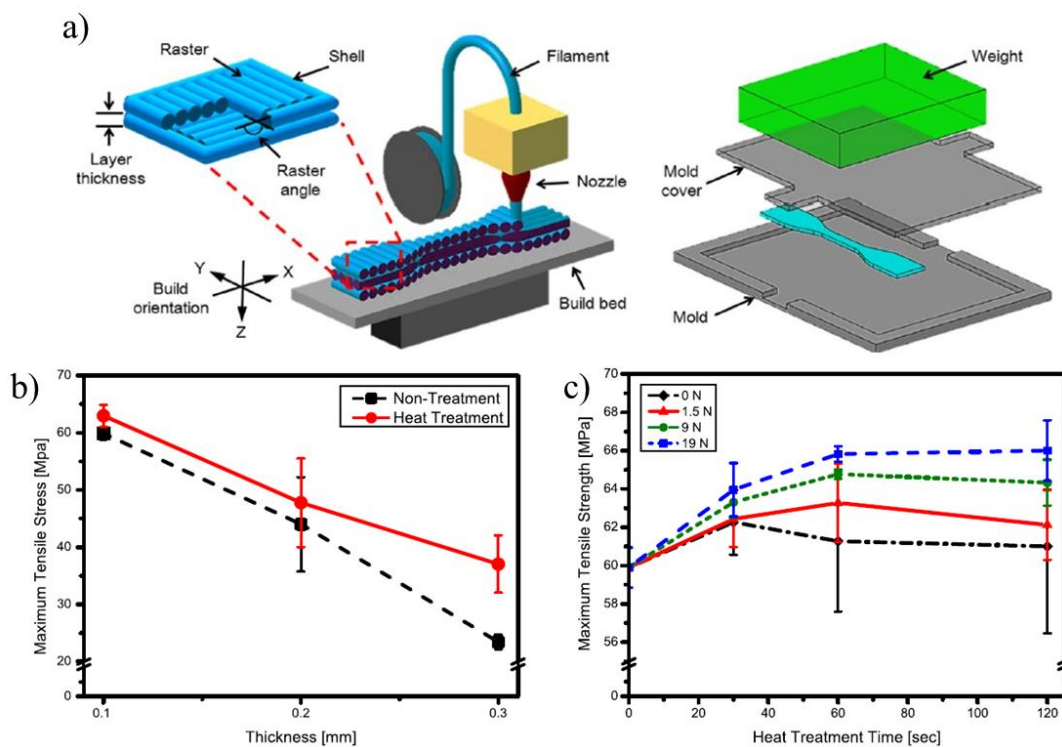 a)
Raster
Shell
Filament
Weight
Layer
thickness
Raster
angle
Nozzle
Mold
cover
Y
X
Z
Build
orientation
Build bed
Mold
b)
Maximum Tensile Stress [Mpa]
70
60
50
40
30
20
0
Non-Treatment
Heat Treatment
0.1
0.2
0.3
Thickness [mm]
c)
Maximum Tensile Strength [MPa]
70
68
66
64
62
60
58
56
0
0 N
1.5 N
9 N
19 N
0
20
40
60
80
100
120
Heat Treatment Time [sec]